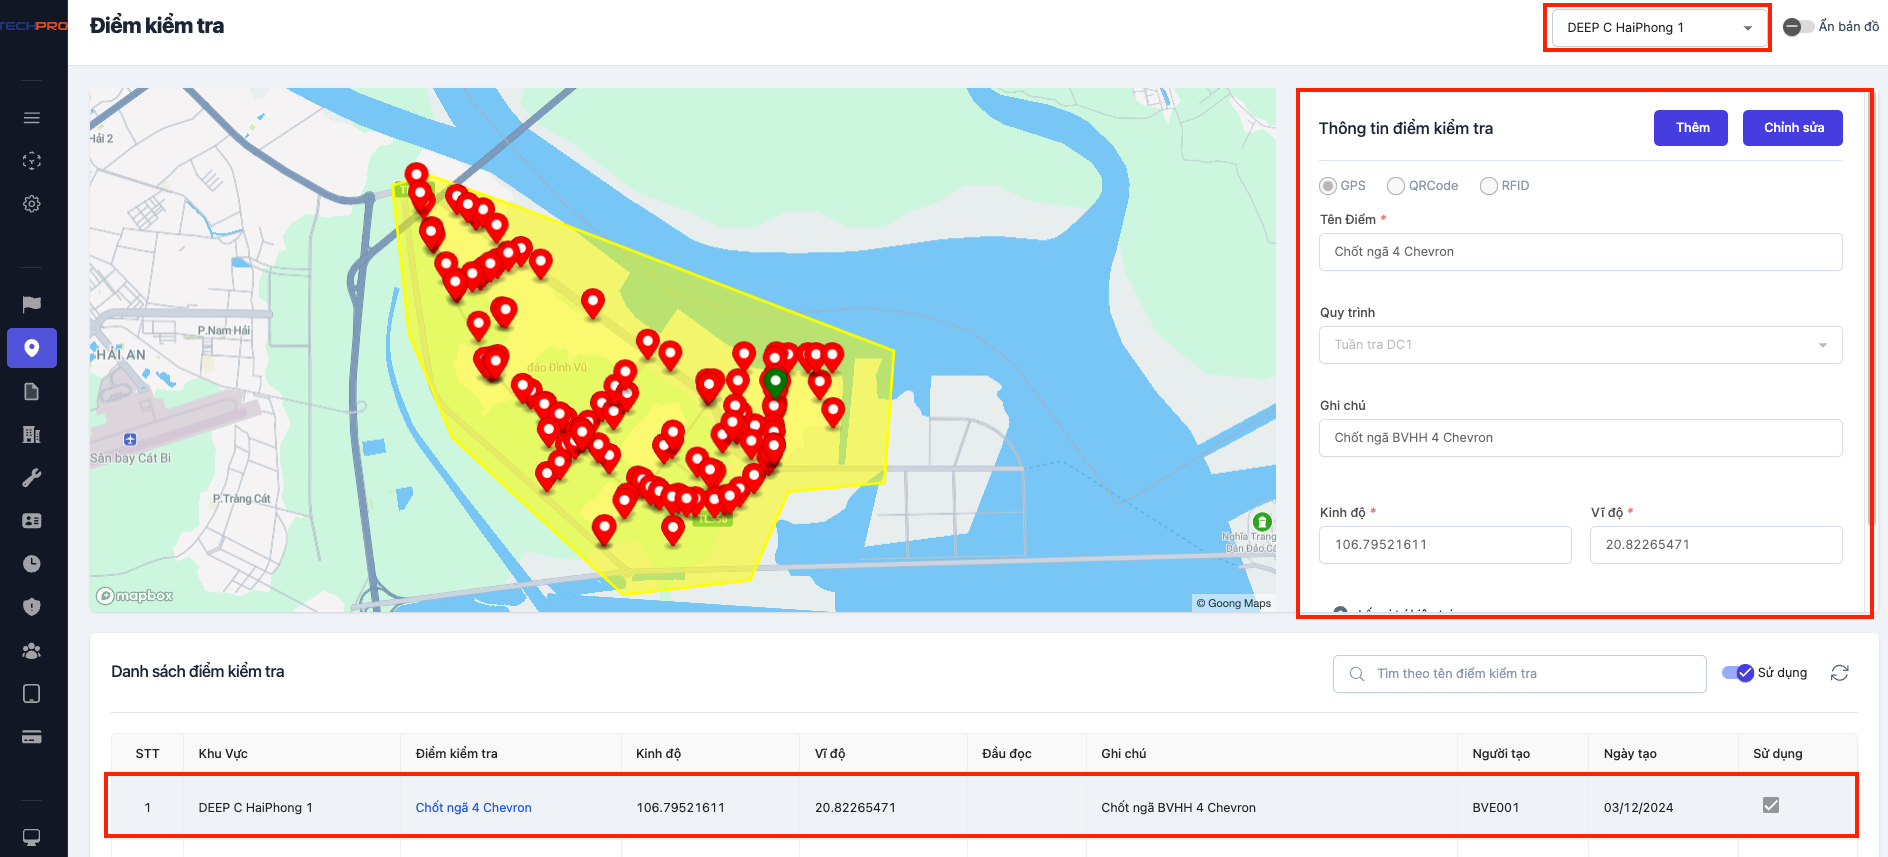 TECHPRO
Điểm kiểm tra
DEEP C HaiPhong 1
Ẩn bản đồ
Hải 2
P.Nam Hải
HẢI AN
đảo Đình Vũ
Sân bay Cát Bi
P.Tràng Cát
Nghĩa Trang
mapbox
© Goong Maps
Thông tin điểm kiểm tra
Thêm
Chỉnh sửa
GPS
QRCode
RFID
Tên Điểm *
Chốt ngã 4 Chevron
Quy trình
Tuần tra DC1
Ghi chú
Chốt ngã BVHH 4 Chevron
Kinh độ *
Vĩ độ *
106.79521611
20.82265471
Danh sách điểm kiểm tra
Tìm theo tên điểm kiểm tra
Sử dụng
STT Khu Vực Điểm kiểm tra Kinh độ Vĩ độ Đầu đọc Ghi chú Người tạo Ngày tạo Sử dụng
1 DEEP C HaiPhong 1 Chốt ngã 4 Chevron 106.79521611 20.82265471 Chốt ngã BVHH 4 Chevron BVE001 03/12/2024